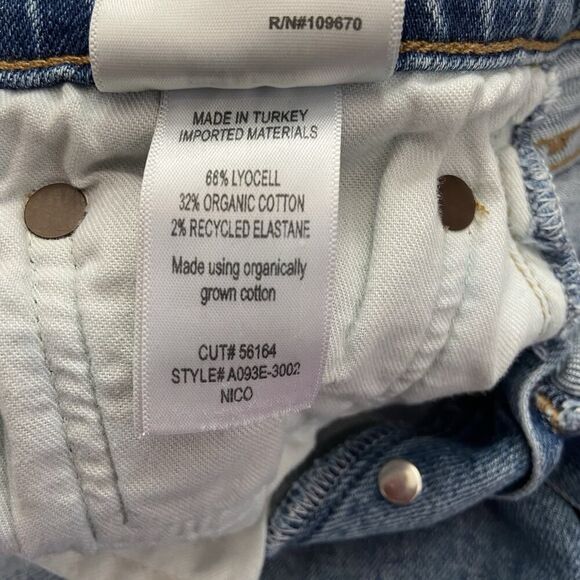 R/N#109670
MADE IN TURKEY
IMPORTED MATERIALS
66% LYOCELL
32% ORGANIC COTTON
2% RECYCLED ELASTANE
Made using organically
grown cotton
CUT# 56164
STYLE# A093E-3002
NICO